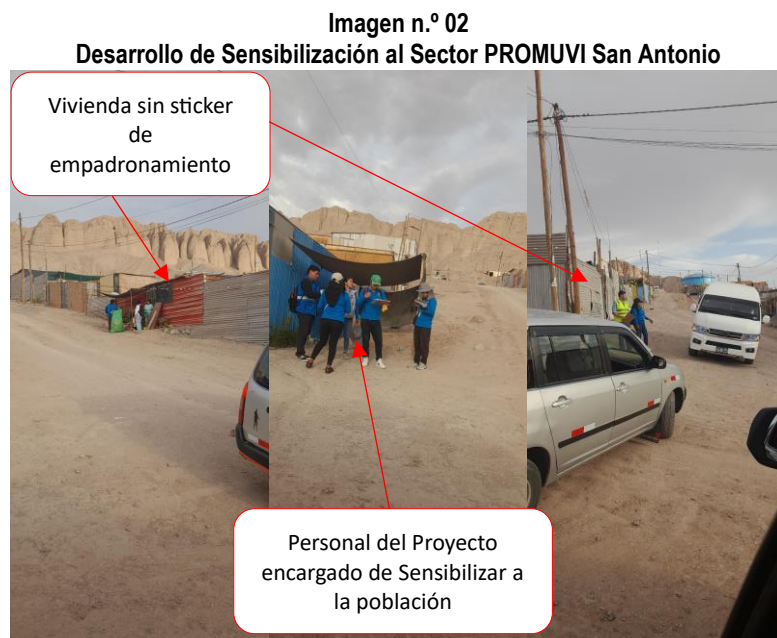 Imagen n.º 02
Desarrollo de Sensibilización al Sector PROMUVI San Antonio
Vivienda sin sticker
de
empadronamiento
Personal del Proyecto
encargado de Sensibilizar a
la población